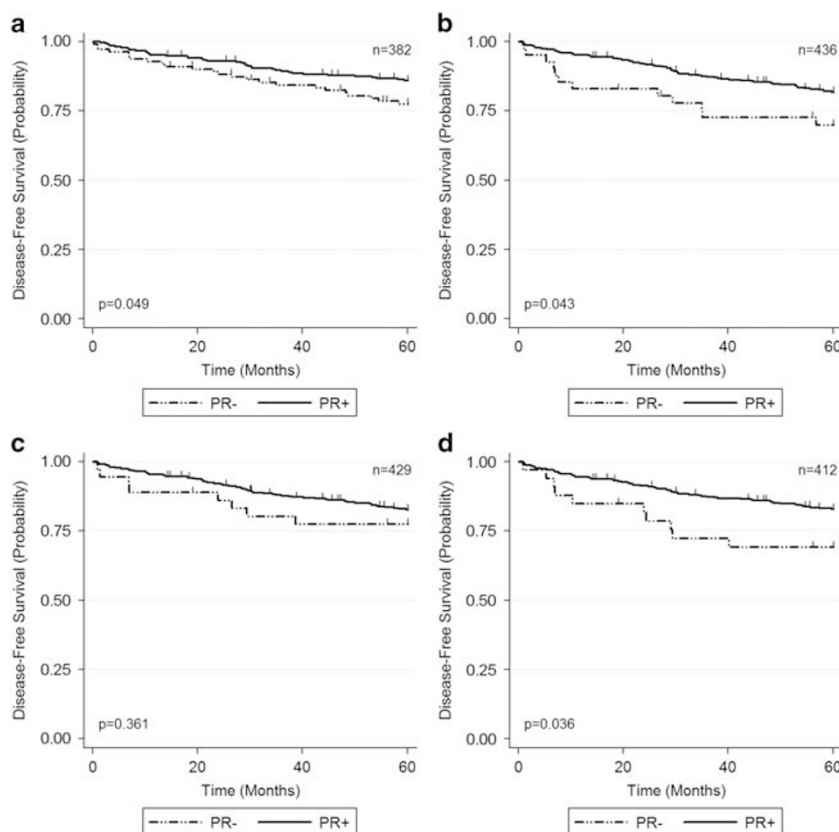 a
1.00
0.75
0.50
0.25
0.00
Disease-Free Survival (Probability)
n=382
p=0.049
0 20 40 60
Time (Months)
PR- PR+
b
1.00
0.75
0.50
0.25
0.00
Disease-Free Survival (Probability)
n=436
p=0.043
0 20 40 60
Time (Months)
PR- PR+
c
1.00
0.75
0.50
0.25
0.00
Disease-Free Survival (Probability)
n=429
p=0.361
0 20 40 60
Time (Months)
PR- PR+
d
1.00
0.75
0.50
0.25
0.00
Disease-Free Survival (Probability)
n=412
p=0.036
0 20 40 60
Time (Months)
PR- PR+